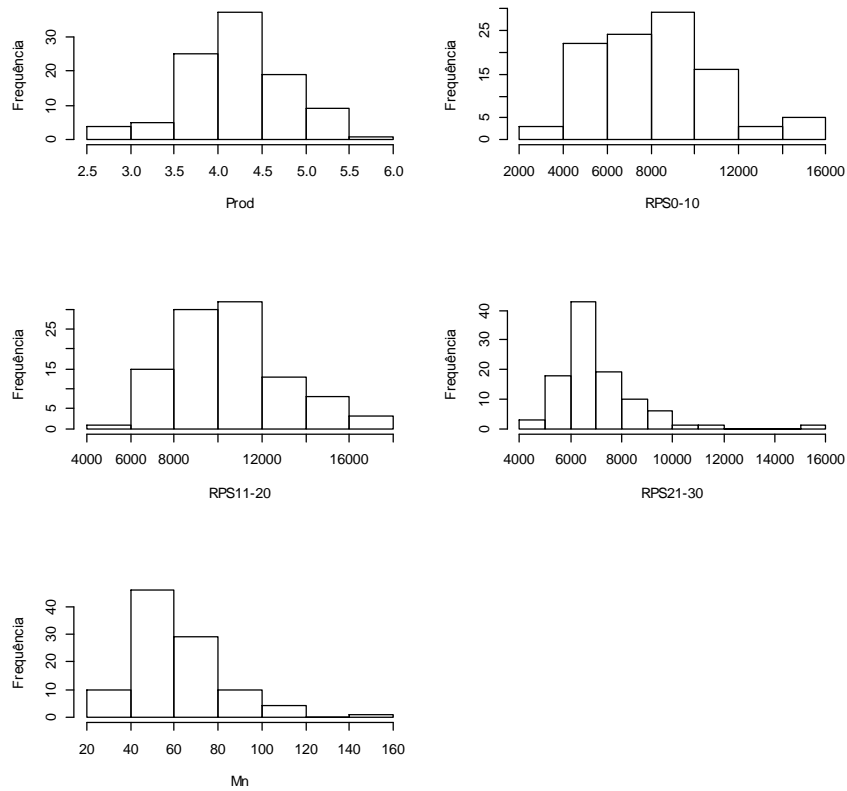 Frequência
0 10 20 30
2.5 3.0 3.5 4.0 4.5 5.0 5.5 6.0
Prod
Frequência
0 5 15 25
2000 4000 6000 8000 12000 16000
RPS0-10
Frequência
0 5 15 25
4000 6000 8000 12000 16000
RPS11-20
Frequência
0 10 20 30 40
4000 6000 8000 10000 12000 14000 16000
RPS21-30
Frequência
0 10 20 30 40
20 40 60 80 100 120 140 160
Mn